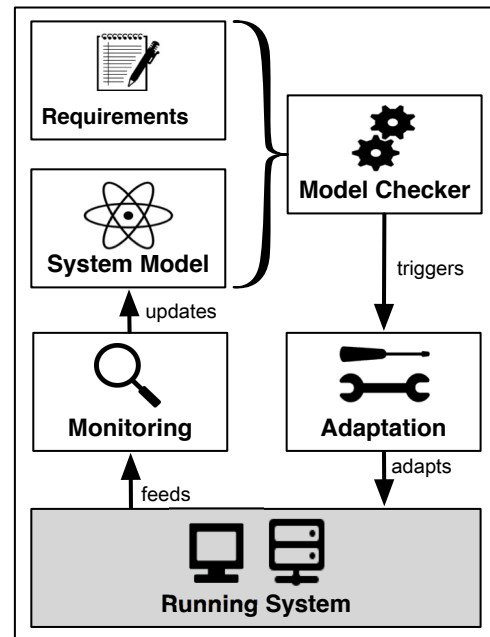 Requirements
Model Checker
System Model
triggers
updates
Monitoring
Adaptation
feeds
adapts
Running System